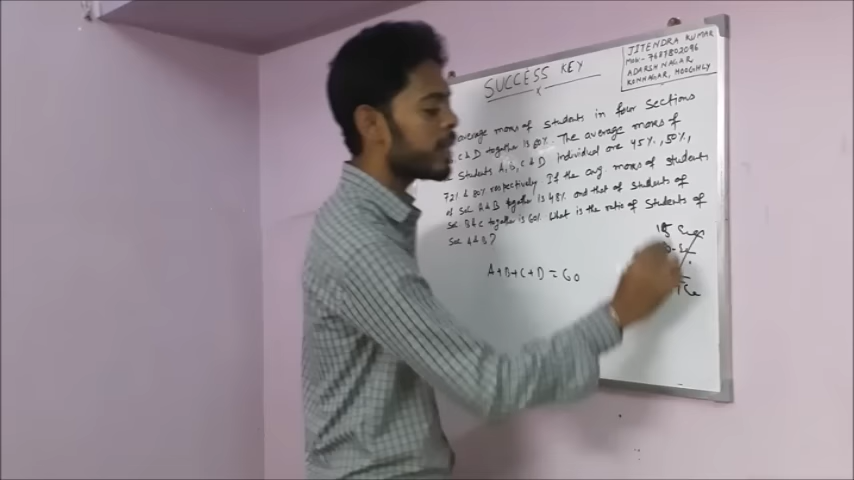 SUCCESS KEY
x
JITENDRA KUMAR
MOB- 7687802096
ADARSH NAGAR,
KONNAGAR, HOOGHLY
average marks of students in four sections
C & D together is 60%. The average marks of
Students A, B, C & D individual are 45%, 50%,
72% & 80% respectively If the avg marks of students
of sec A & B together is 48% and that of students of
sec B & C together is 60% What is the ratio of Students of
sec A & B?
A+B+C+D = 60